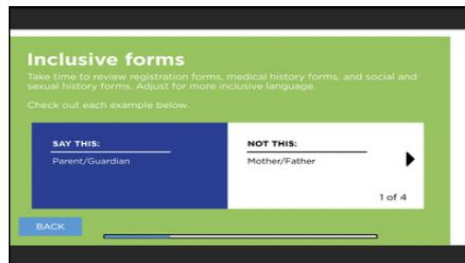 Inclusive forms
Take time to review registration forms, medical history forms, and social and
sexual history forms. Adjust for more inclusive language.
Check out each example below.
SAY THIS:
Parent/Guardian
NOT THIS:
Mother/Father
1 of 4
BACK